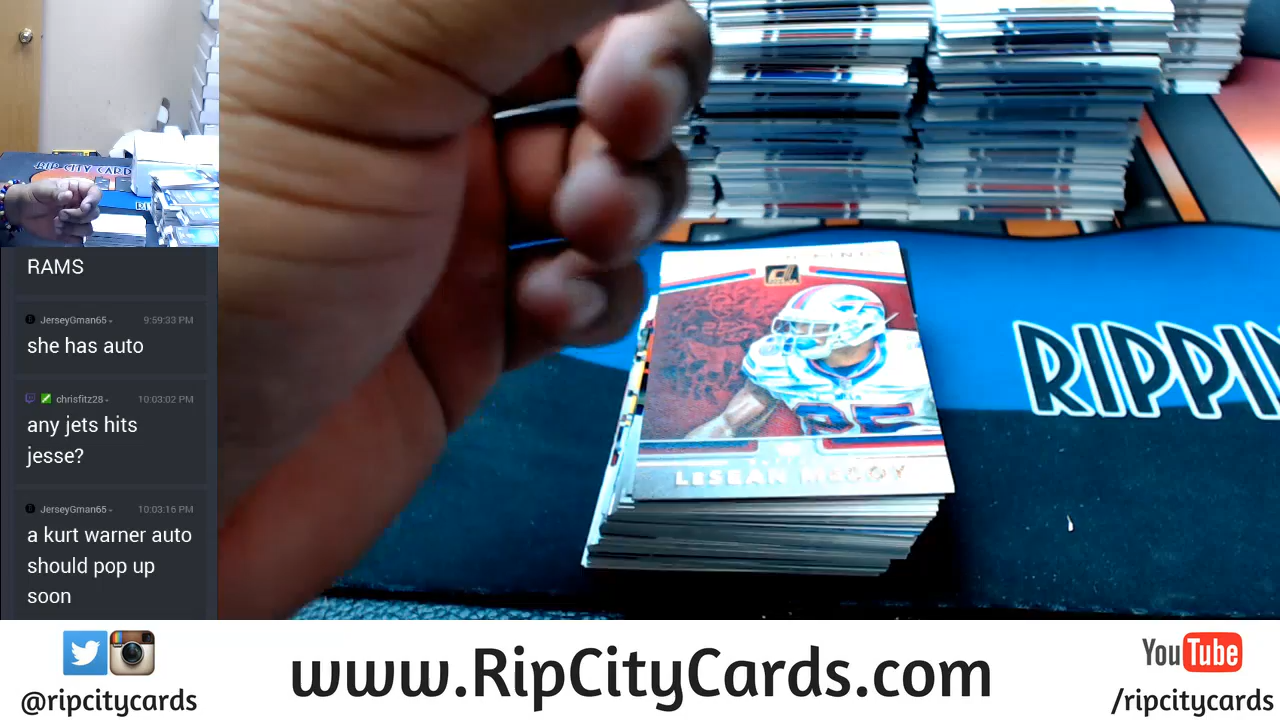 RIP CITY CARDS
RAMS
JerseyGman65 - 9:59:33 PM
she has auto
chrisfitz28 - 10:03:02 PM
any jets hits
jesse?
JerseyGman65 - 10:03:16 PM
a kurt warner auto
should pop up
soon
LESEAN MCCOY
25
RIPPIN
@ripcitycards
www.RipCityCards.com
YouTube
/ripcitycards